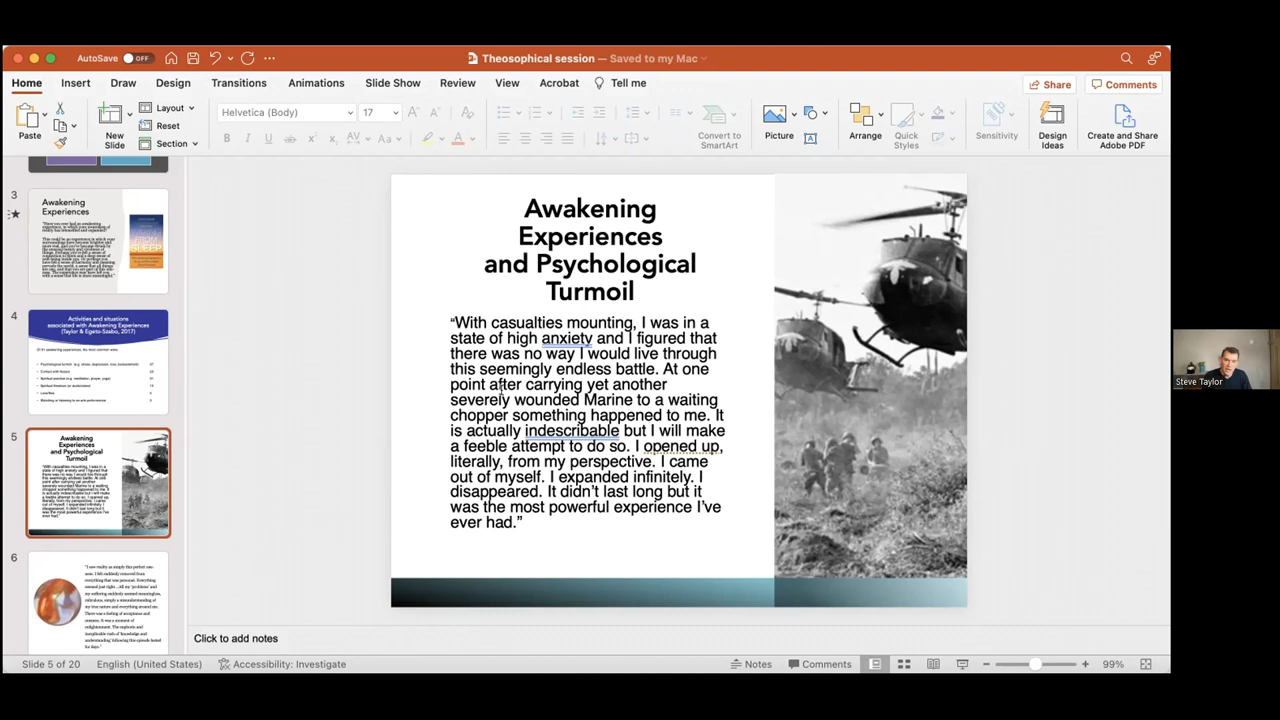 AutoSave OFF
Theosophical session — Saved to my Mac
Home Insert Draw Design Transitions Animations Slide Show Review View Acrobat Tell me
Share Comments
Paste
New Slide
Layout
Reset
Section
Helvetica (Body) 17
Convert to SmartArt
Picture
Arrange
Quick Styles
Sensitivity
Design Ideas
Create and Share Adobe PDF
3
Awakening
Experiences
4
Activities and situations
associated with Awakening Experiences
(Taylor & Egeto-Szabo, 2017)
5
Awakening
Experiences
and Psychological
Turmoil
6
Awakening
Experiences
and Psychological
Turmoil
“With casualties mounting, I was in a
state of high anxiety and I figured that
there was no way I would live through
this seemingly endless battle. At one
point after carrying yet another
severely wounded Marine to a waiting
chopper something happened to me. It
is actually indescribable but I will make
a feeble attempt to do so. I opened up,
literally, from my perspective. I came
out of myself. I expanded infinitely. I
disappeared. It didn’t last long but it
was the most powerful experience I’ve
ever had.”
Steve Taylor
Click to add notes
Slide 5 of 20 English (United States) Accessibility: Investigate Notes Comments 99%